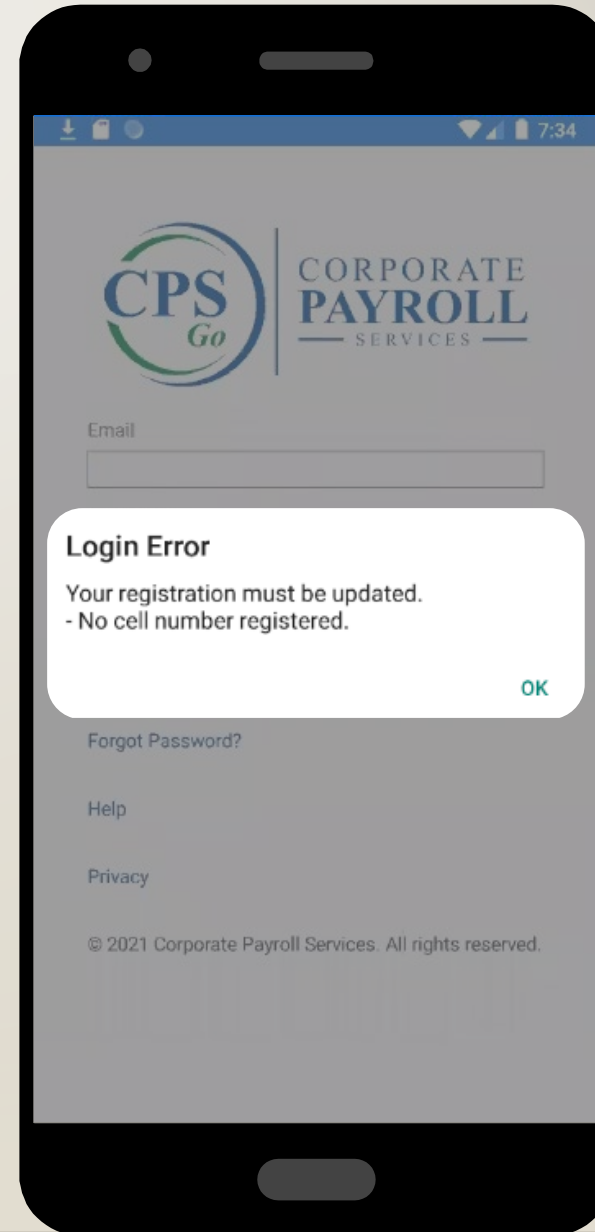 7:34
CPS
Go
CORPORATE
PAYROLL
SERVICES
Email
Login Error
Your registration must be updated.
- No cell number registered.
OK
Forgot Password?
Help
Privacy
© 2021 Corporate Payroll Services. All rights reserved.